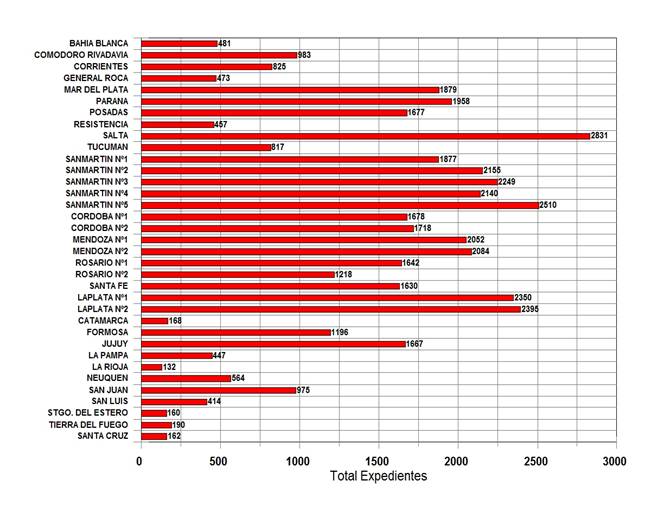 BAHIA BLANCA 481
COMODORO RIVADAVIA 983
CORRIENTES 825
GENERAL ROCA 473
MAR DEL PLATA 1879
PARANA 1958
POSADAS 1677
RESISTENCIA 457
SALTA 2831
TUCUMAN 817
SANMARTIN Nº1 1877
SANMARTIN Nº2 2155
SANMARTIN Nº3 2249
SANMARTIN Nº4 2140
SANMARTIN Nº5 2510
CORDOBA Nº1 1678
CORDOBA Nº2 1718
MENDOZA Nº1 2052
MENDOZA Nº2 2084
ROSARIO Nº1 1642
ROSARIO Nº2 1218
SANTA FE 1630
LAPLATA Nº1 2350
LAPLATA Nº2 2395
CATAMARCA 168
FORMOSA 1196
JUJUY 1667
LA PAMPA 447
LA RIOJA 132
NEUQUEN 564
SAN JUAN 975
SAN LUIS 414
STGO. DEL ESTERO 160
TIERRA DEL FUEGO 190
SANTA CRUZ 162
0 500 1000 1500 2000 2500 3000
Total Expedientes